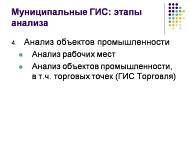 Муниципальные ГИС: этапы
анализа
4. Анализ объектов промышленности
Анализ рабочих мест
Анализ объектов промышленности,
в т.ч. торговых точек (ГИС Торговля)